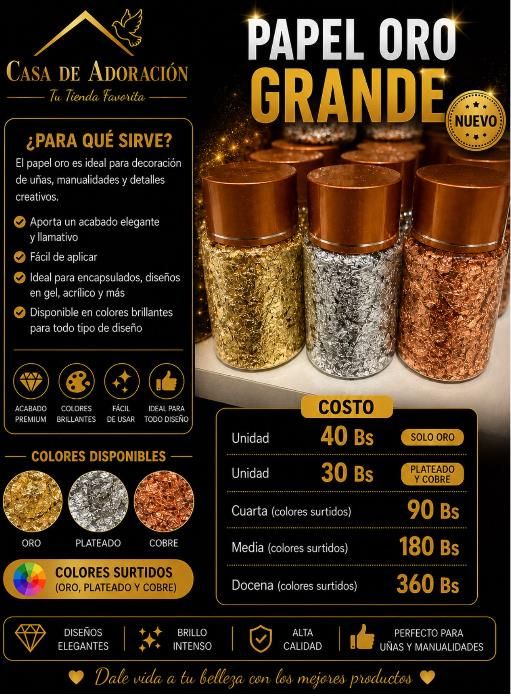 CASA DE ADORACIÓN
Tu Tienda Favorita
PAPEL ORO
GRANDE
NUEVO
¿PARA QUÉ SIRVE?
El papel oro es ideal para decoración
de uñas, manualidades y detalles
creativos.
Aporta un acabado elegante
y llamativo
Fácil de aplicar
Ideal para encapsulados, diseños
en gel, acrílico y más
Disponible en colores brillantes
para todo tipo de diseño
ACABADO
PREMIUM
COLORES
BRILLANTES
FÁCIL
DE USAR
IDEAL PARA
TODO DISEÑO
COLORES DISPONIBLES
ORO
PLATEADO
COBRE
COLORES SURTIDOS
(ORO, PLATEADO Y COBRE)
COSTO
Unidad 40 Bs SOLO ORO
Unidad 30 Bs PLATEADO
Y COBRE
Cuarta (colores surtidos) 90 Bs
Media (colores surtidos) 180 Bs
Docena (colores surtidos) 360 Bs
DISEÑOS
ELEGANTES
BRILLO
INTENSO
ALTA
CALIDAD
PERFECTO PARA
UÑAS Y MANUALIDADES
Dale vida a tu belleza con los mejores productos